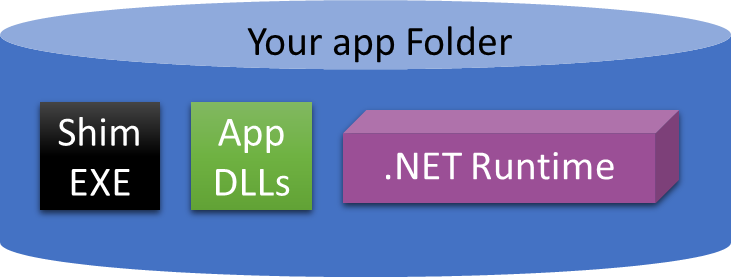 Your app Folder
Shim
EXE
App
DLLs
.NET Runtime